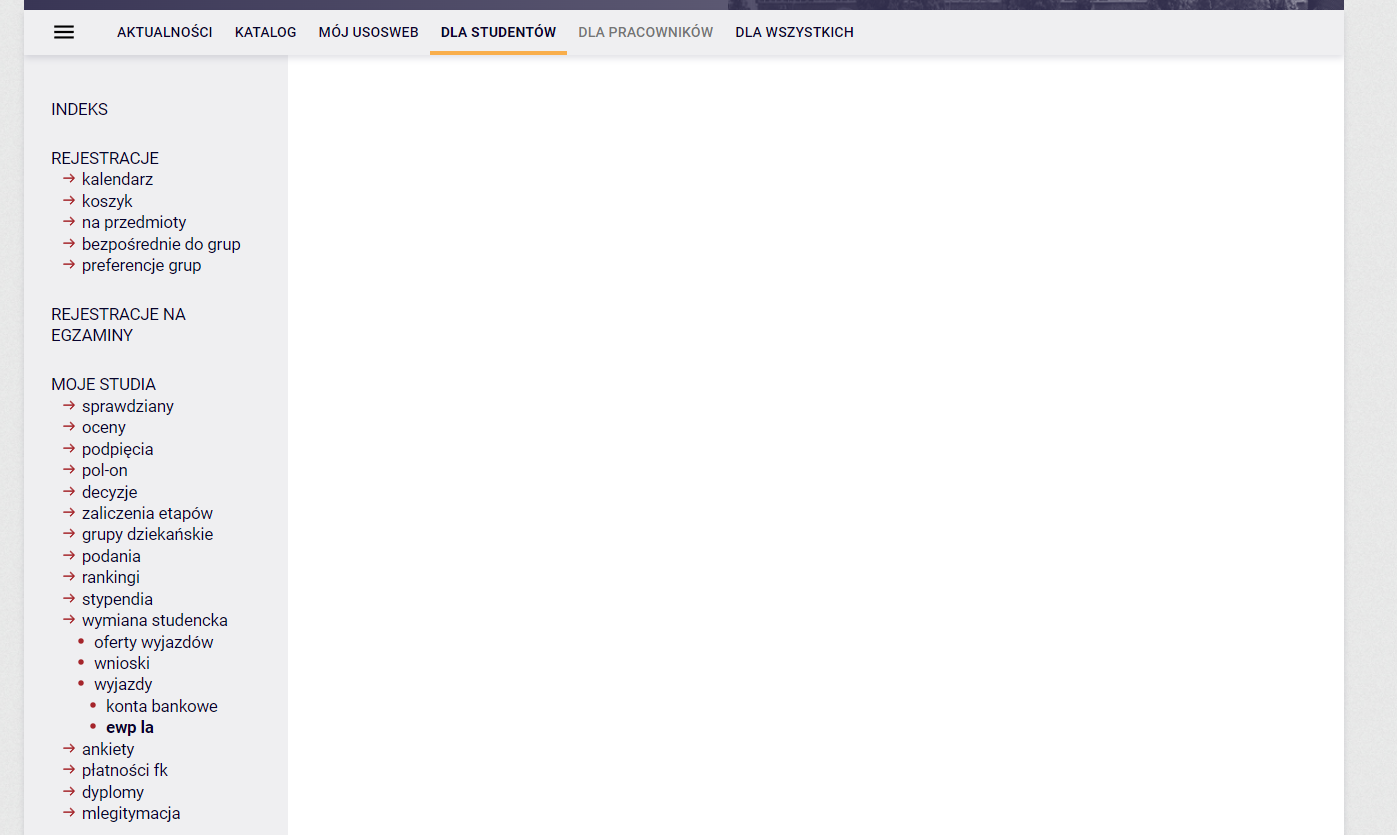 AKTUALNOŚCI KATALOG MÓJ USOSWEB DLA STUDENTÓW DLA PRACOWNIKÓW DLA WSZYSTKICH
INDEKS
REJESTRACJE
kalendarz
koszyk
na przedmioty
bezpośrednie do grup
preferencje grup
REJESTRACJE NA
EGZAMINY
MOJE STUDIA
sprawdziany
oceny
podpięcia
pol-on
decyzje
zaliczenia etapów
grupy dziekańskie
podania
rankingi
stypendia
wymiana studencka
oferty wyjazdów
wnioski
wyjazdy
konta bankowe
ewp la
ankiety
płatności fk
dyplomy
mlegitymacja